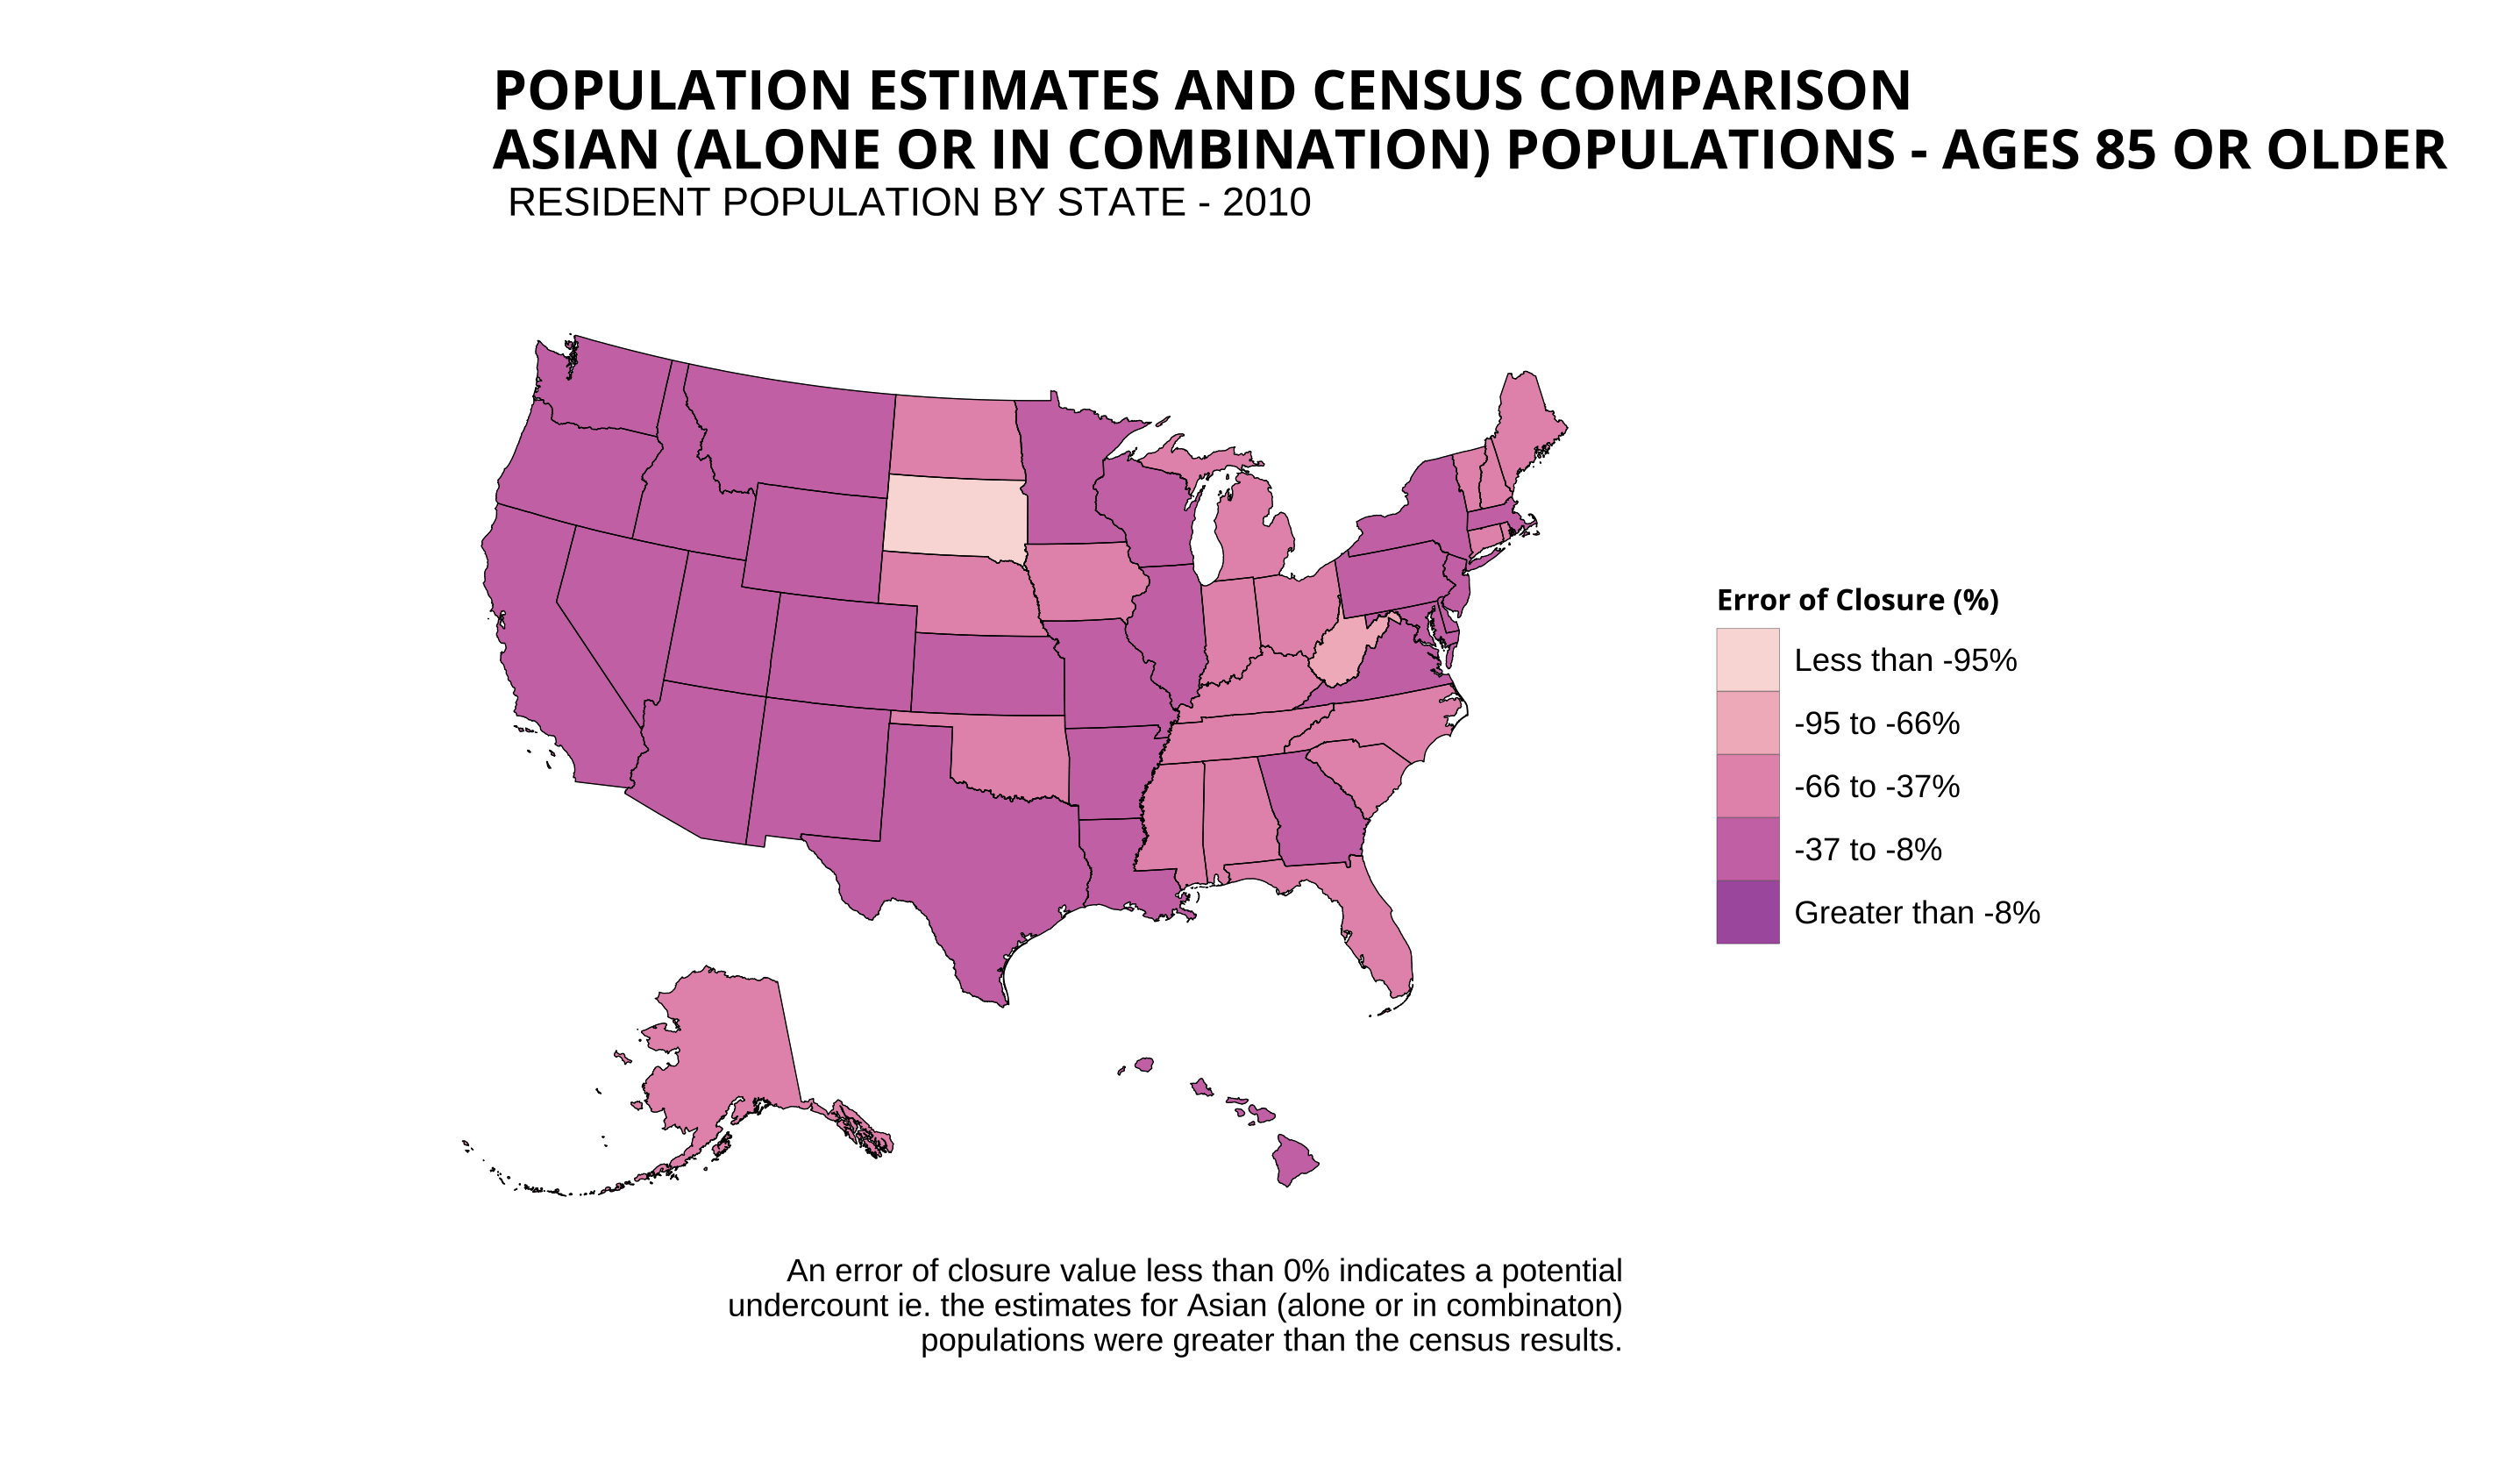 POPULATION ESTIMATES AND CENSUS COMPARISON
ASIAN (ALONE OR IN COMBINATION) POPULATIONS - AGES 85 OR OLDER
RESIDENT POPULATION BY STATE - 2010
Error of Closure (%)
Less than -95%
-95 to -66%
-66 to -37%
-37 to -8%
Greater than -8%
An error of closure value less than 0% indicates a potential
undercount ie. the estimates for Asian (alone or in combinaton)
populations were greater than the census results.